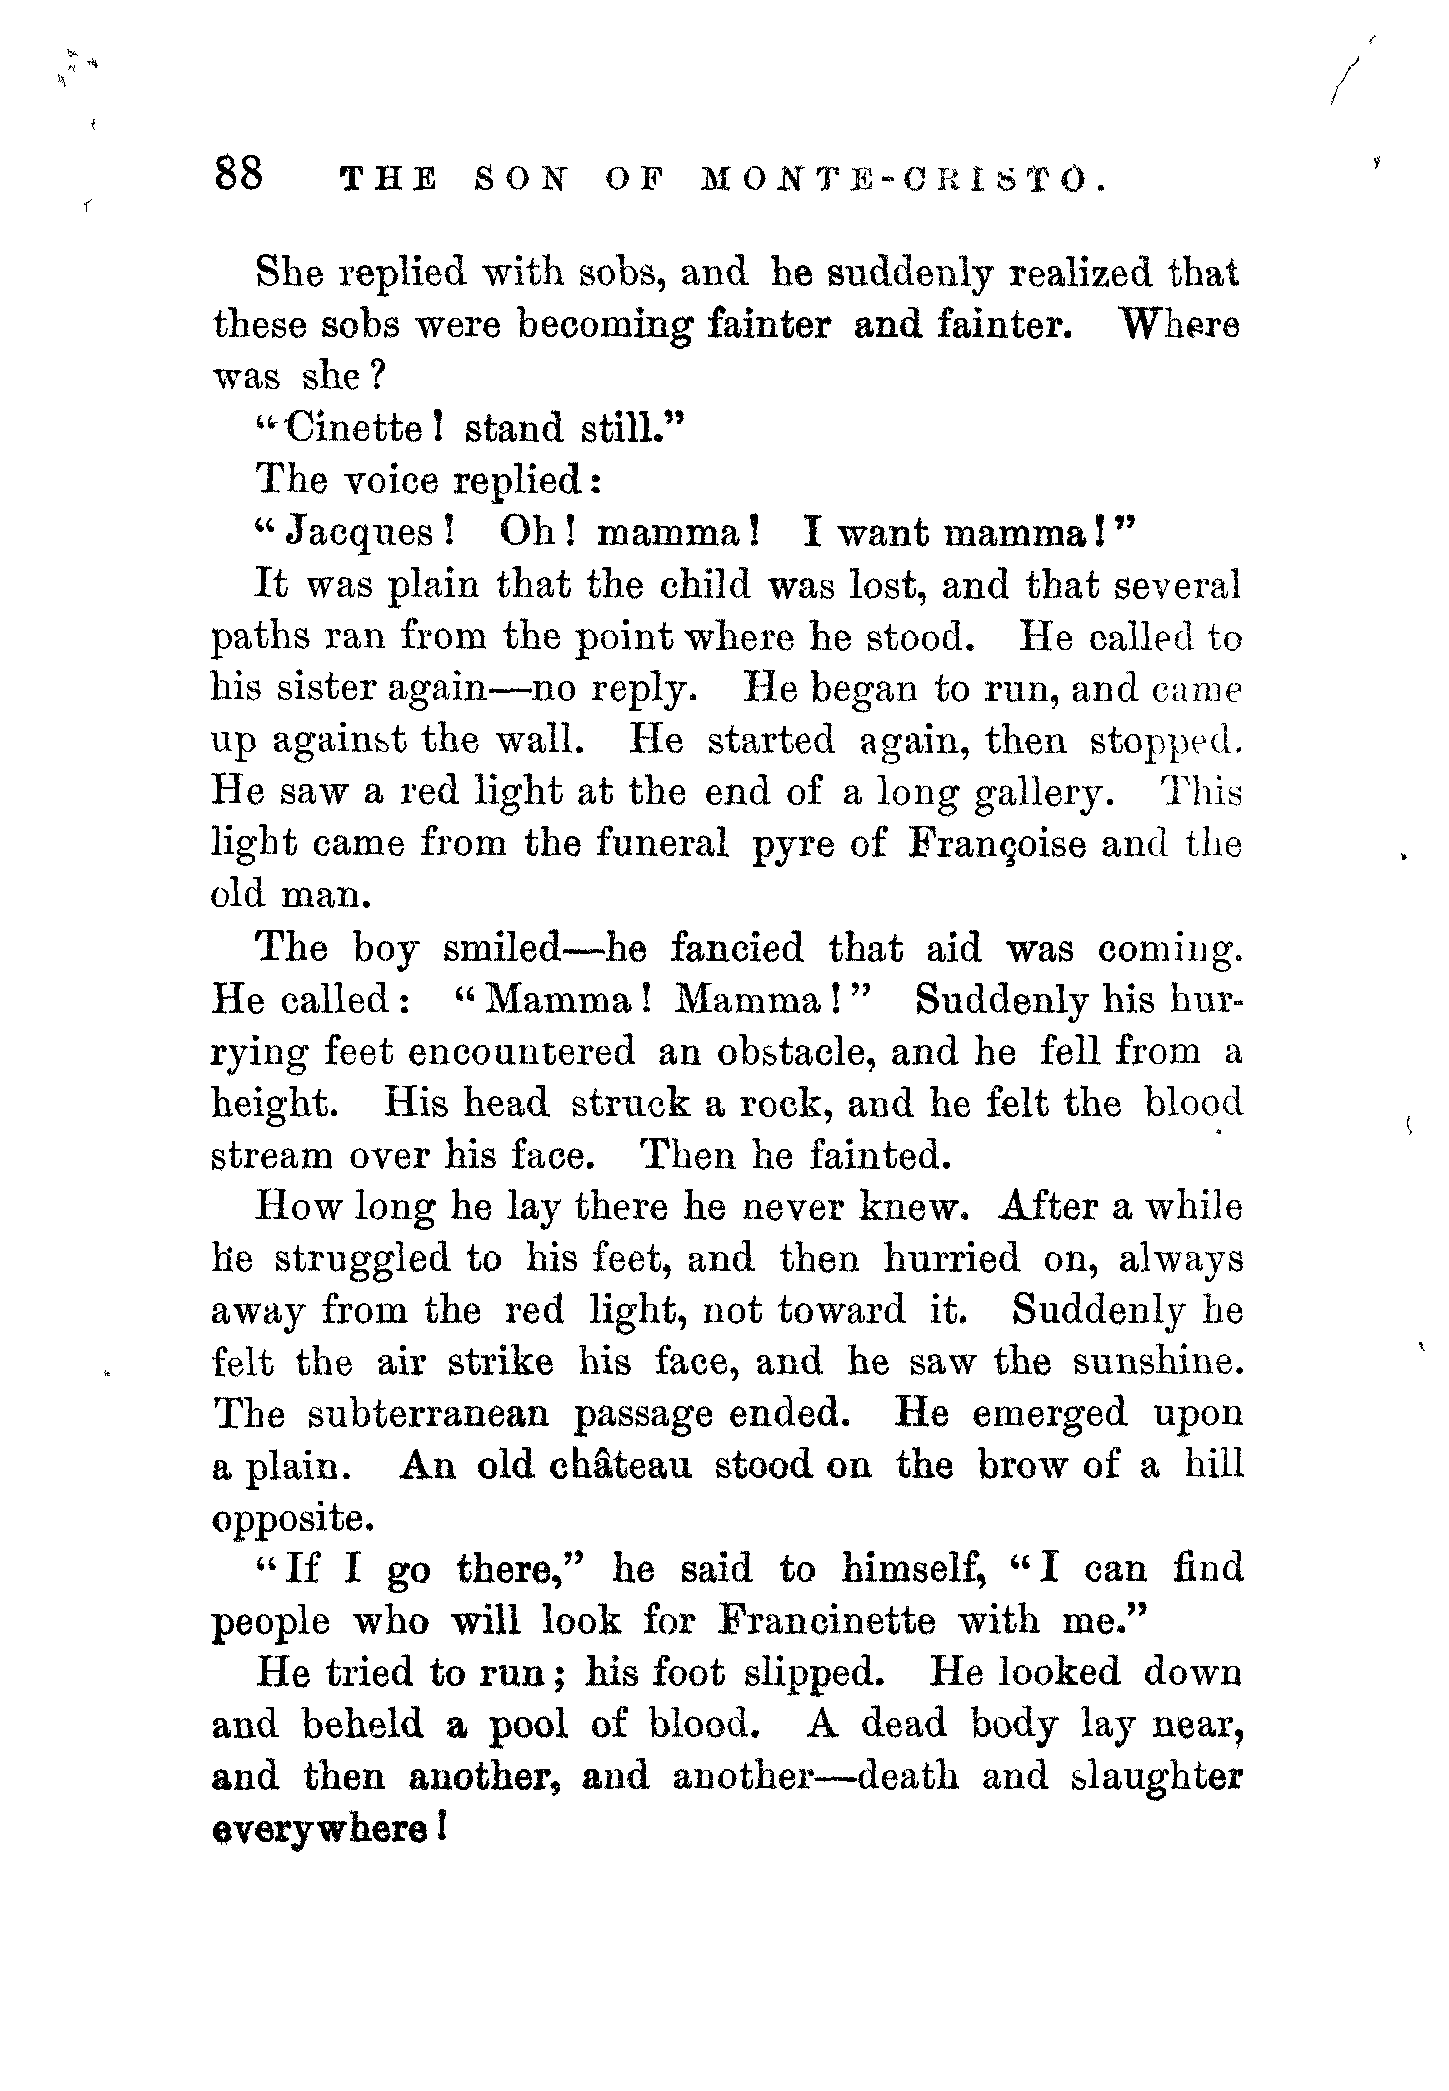 88 THE SON OF MONTE-CRISTO.
She replied with sobs, and he suddenly realized that
these sobs were becoming fainter and fainter. Where
was she?
"Cinette! stand still."
The voice replied:
"Jacques! Oh! mamma! I want mamma!"
It was plain that the child was lost, and that several
paths ran from the point where he stood. He called to
his sister again—no reply. He began to run, and came
up against the wall. He started again, then stopped.
He saw a red light at the end of a long gallery. This
light came from the funeral pyre of Françoise and the
old man.
The boy smiled—he fancied that aid was coming.
He called: "Mamma! Mamma!" Suddenly his hur-
rying feet encountered an obstacle, and he fell from a
height. His head struck a rock, and he felt the blood
stream over his face. Then he fainted.
How long he lay there he never knew. After a while
he struggled to his feet, and then hurried on, always
away from the red light, not toward it. Suddenly he
felt the air strike his face, and he saw the sunshine.
The subterranean passage ended. He emerged upon
a plain. An old château stood on the brow of a hill
opposite.
"If I go there," he said to himself, "I can find
people who will look for Francinette with me."
He tried to run; his foot slipped. He looked down
and beheld a pool of blood. A dead body lay near,
and then another, and another—death and slaughter
everywhere!